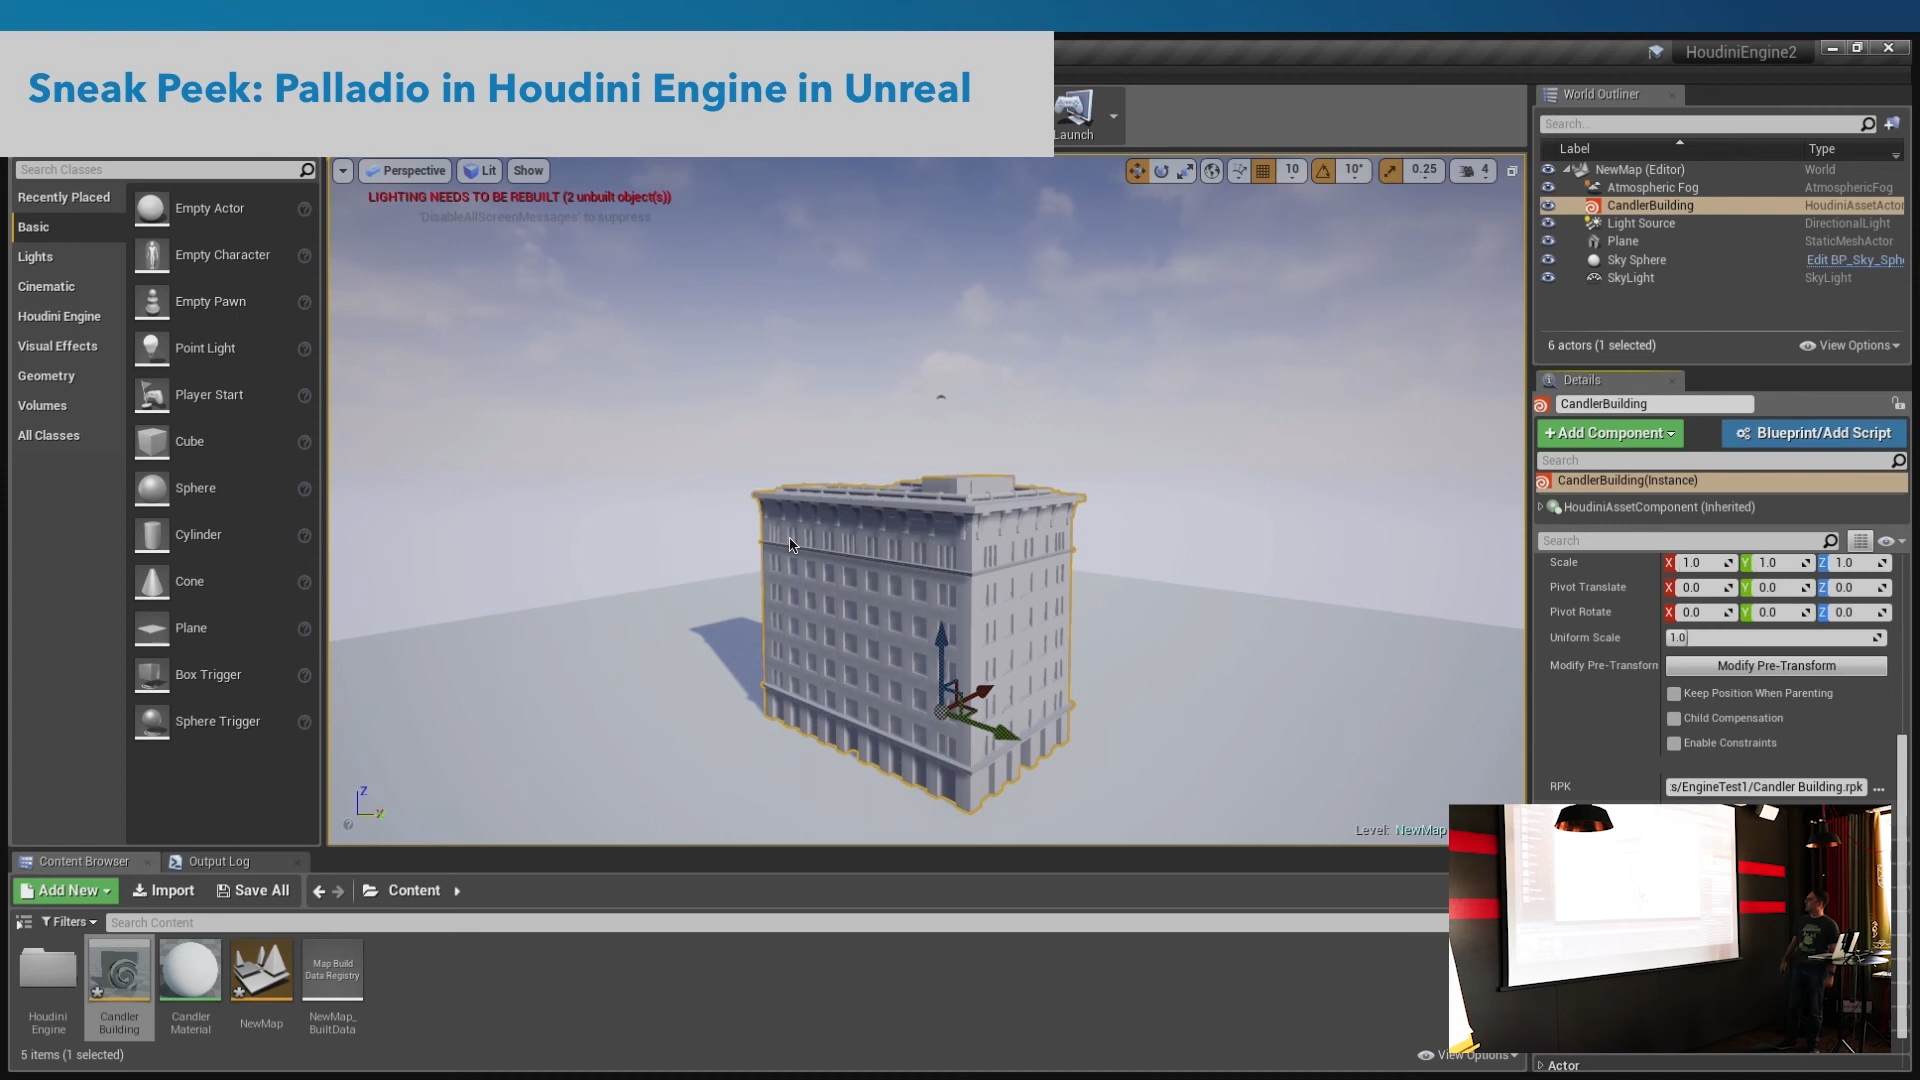 Sneak Peek: Palladio in Houdini Engine in Unreal
HoudiniEngine2
Launch
Search Classes
Recently Placed
Basic
Lights
Cinematic
Houdini Engine
Visual Effects
Geometry
Volumes
All Classes
Empty Actor
Empty Character
Empty Pawn
Point Light
Player Start
Cube
Sphere
Cylinder
Cone
Plane
Box Trigger
Sphere Trigger
Perspective
Lit
Show
10
10°
0.25
4
LIGHTING NEEDS TO BE REBUILT (2 unbuilt object(s))
'DisableAllScreenMessages' to suppress
Z
X
Level: NewMap
World Outliner
Search...
Label Type
NewMap (Editor) World
Atmospheric Fog AtmosphericFog
CandlerBuilding HoudiniAssetActor
Light Source DirectionalLight
Plane StaticMeshActor
Sky Sphere Edit BP_Sky_Sph
SkyLight SkyLight
6 actors (1 selected)
View Options
Details
CandlerBuilding
+ Add Component
Blueprint/Add Script
Search
CandlerBuilding(Instance)
HoudiniAssetComponent (Inherited)
Search
Scale X 1.0 Y 1.0 Z 1.0
Pivot Translate X 0.0 Y 0.0 Z 0.0
Pivot Rotate X 0.0 Y 0.0 Z 0.0
Uniform Scale 1.0
Modify Pre-Transform Modify Pre-Transform
Keep Position When Parenting
Child Compensation
Enable Constraints
RPK s/EngineTest1/Candler Building.rpk ...
Actor
Content Browser
Output Log
Add New
Import
Save All
Content
Filters
Search Content
Map Build
Data Registry
Houdini
Engine
Candler
Building
Candler
Material
NewMap
NewMap_
BuiltData
5 items (1 selected)
View Options